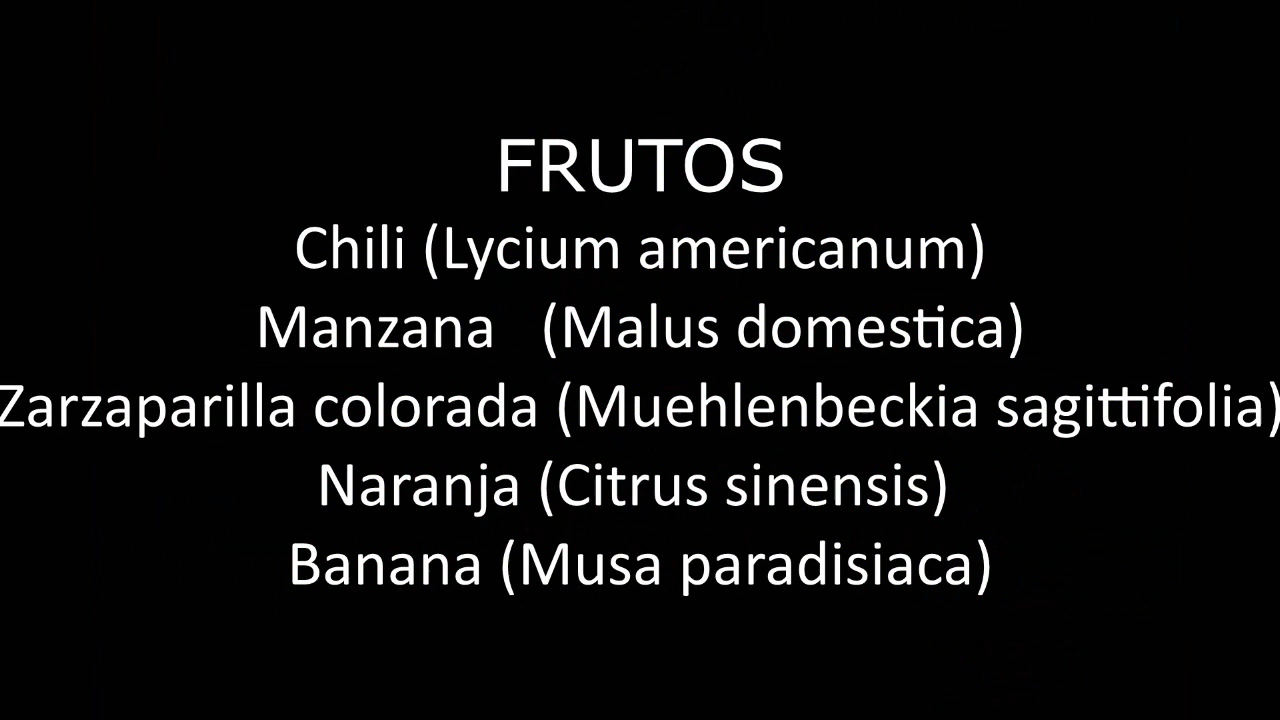 FRUTOS
Chili (Lycium americanum)
Manzana   (Malus domestica)
Zarzaparilla colorada (Muehlenbeckia sagittifolia)
Naranja (Citrus sinensis)
Banana (Musa paradisiaca)